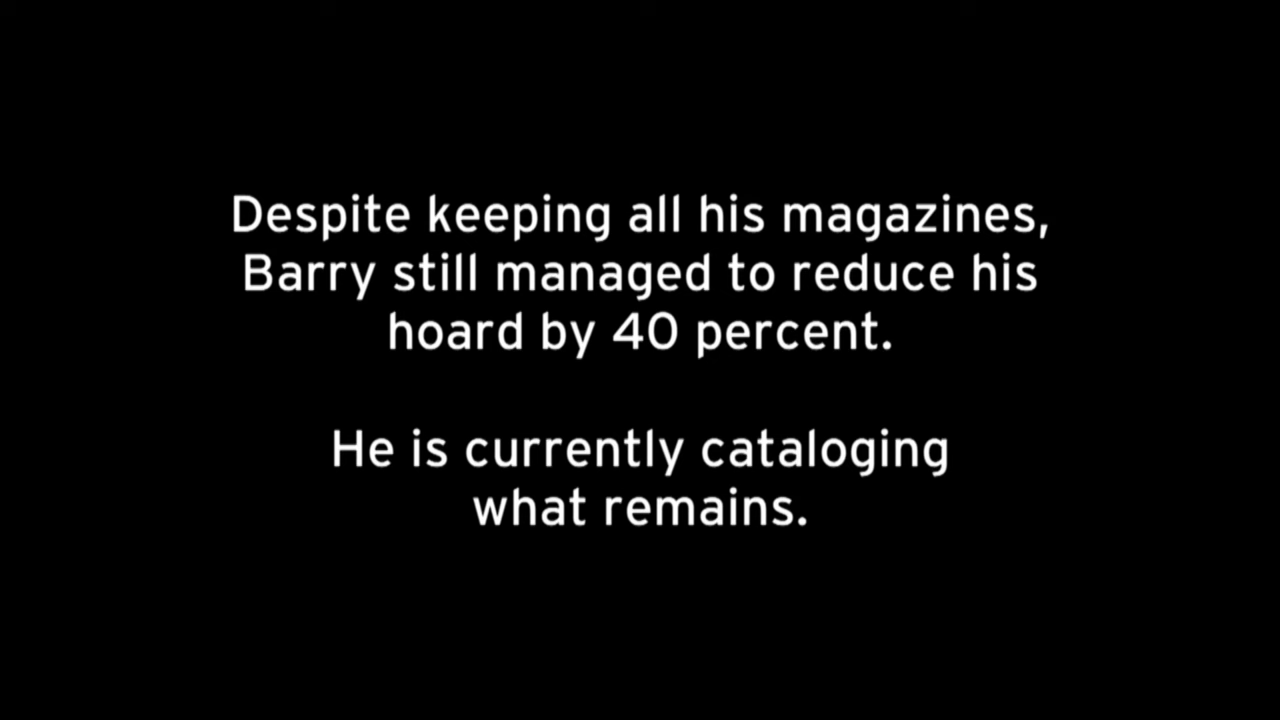 Despite keeping all his magazines,
Barry still managed to reduce his
hoard by 40 percent.
He is currently cataloging
what remains.